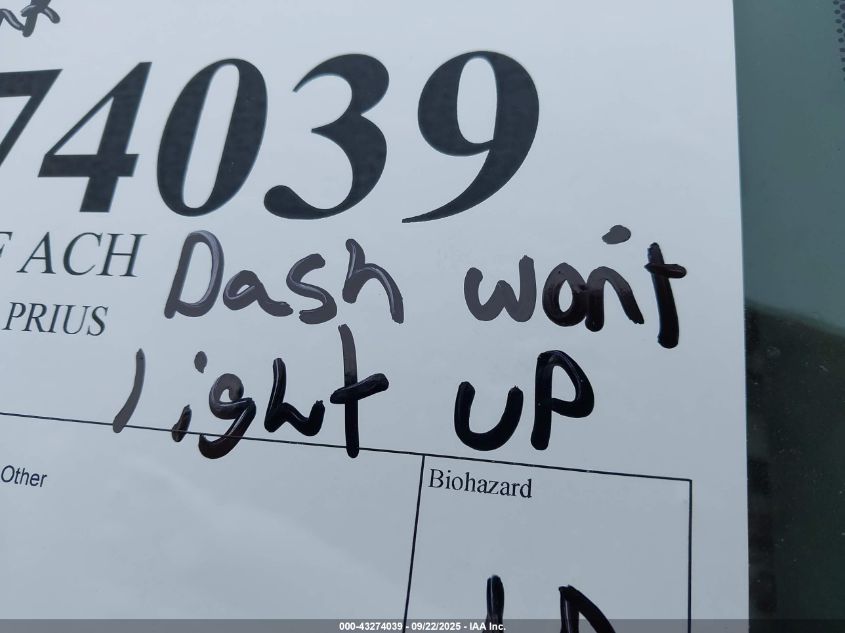 74039
F ACH
Dash won't
PRIUS
light UP
Other
Biohazard
000-43274039 - 09/22/2025 - IAA Inc.